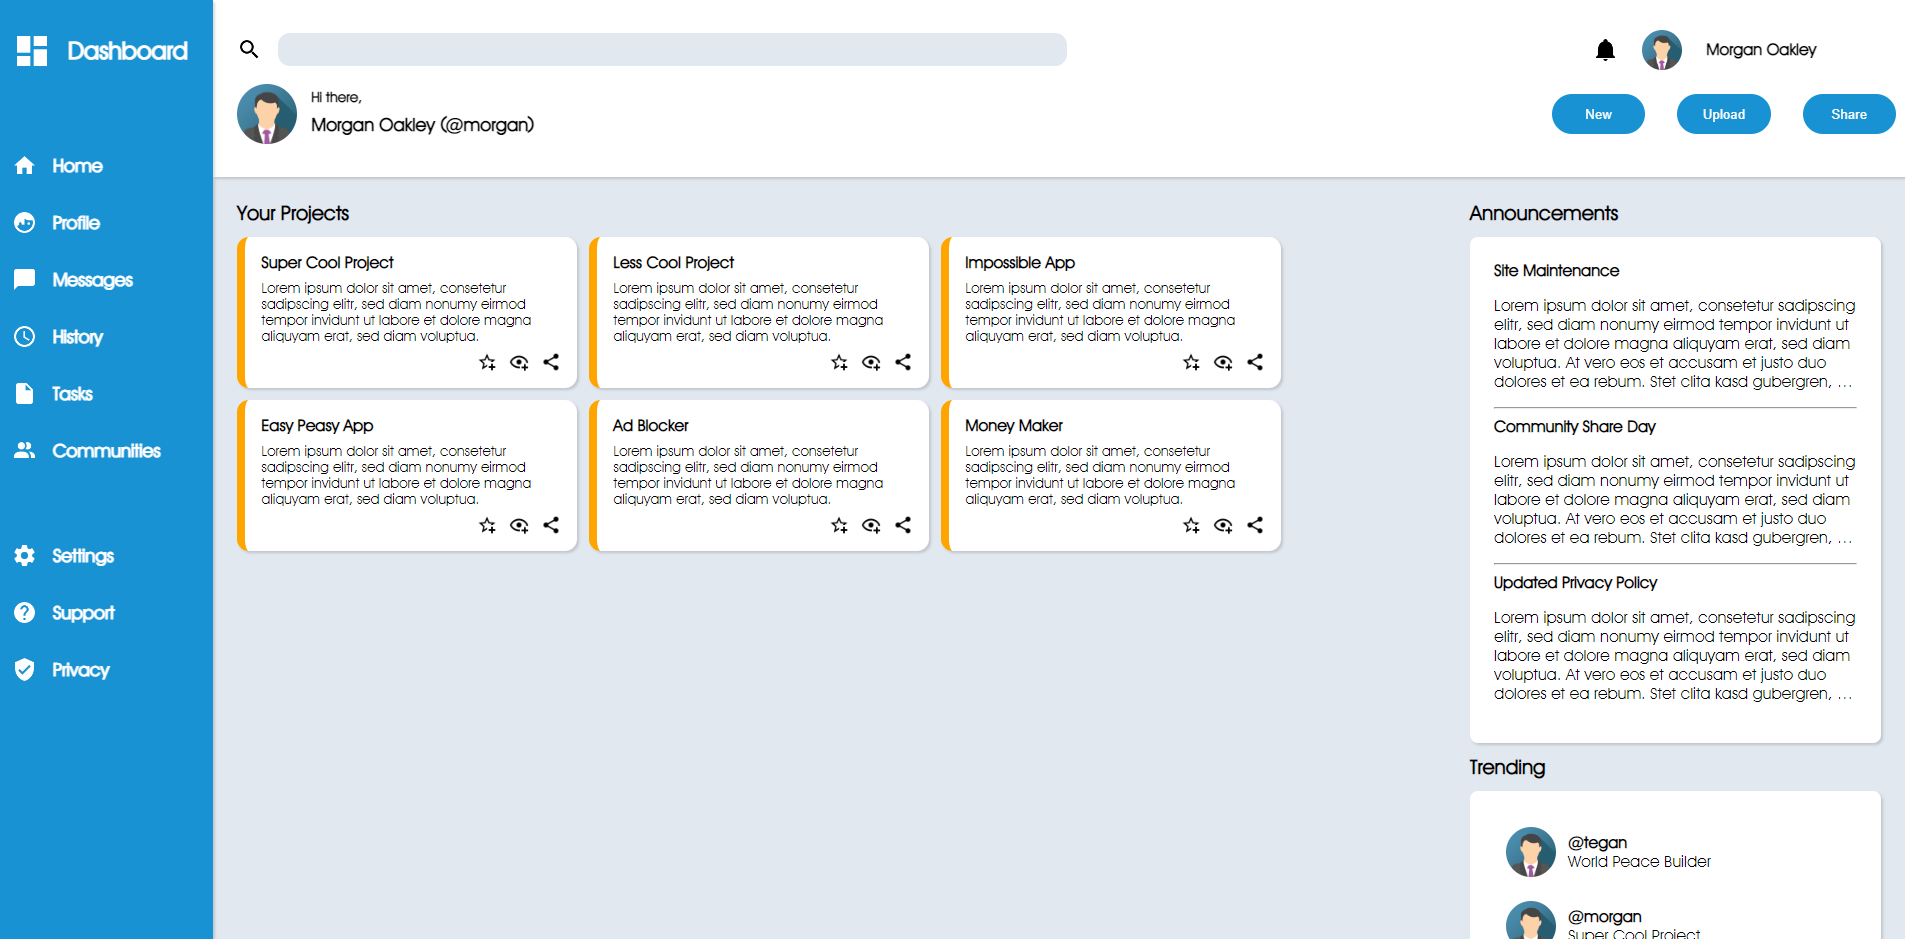 Dashboard
Home
Profile
Messages
History
Tasks
Communities
Settings
Support
Privacy
Morgan Oakley
Hi there,
Morgan Oakley (@morgan)
New
Upload
Share
Your Projects
Super Cool Project
Lorem ipsum dolor sit amet, consetetur
sadipscing elitr, sed diam nonumy eirmod
tempor invidunt ut labore et dolore magna
aliquyam erat, sed diam voluptua.
Less Cool Project
Lorem ipsum dolor sit amet, consetetur
sadipscing elitr, sed diam nonumy eirmod
tempor invidunt ut labore et dolore magna
aliquyam erat, sed diam voluptua.
Impossible App
Lorem ipsum dolor sit amet, consetetur
sadipscing elitr, sed diam nonumy eirmod
tempor invidunt ut labore et dolore magna
aliquyam erat, sed diam voluptua.
Easy Peasy App
Lorem ipsum dolor sit amet, consetetur
sadipscing elitr, sed diam nonumy eirmod
tempor invidunt ut labore et dolore magna
aliquyam erat, sed diam voluptua.
Ad Blocker
Lorem ipsum dolor sit amet, consetetur
sadipscing elitr, sed diam nonumy eirmod
tempor invidunt ut labore et dolore magna
aliquyam erat, sed diam voluptua.
Money Maker
Lorem ipsum dolor sit amet, consetetur
sadipscing elitr, sed diam nonumy eirmod
tempor invidunt ut labore et dolore magna
aliquyam erat, sed diam voluptua.
Announcements
Site Maintenance
Lorem ipsum dolor sit amet, consetetur sadipscing
elitr, sed diam nonumy eirmod tempor invidunt ut
labore et dolore magna aliquyam erat, sed diam
voluptua. At vero eos et accusam et justo duo
dolores et ea rebum. Stet clita kasd gubergren, …
Community Share Day
Lorem ipsum dolor sit amet, consetetur sadipscing
elitr, sed diam nonumy eirmod tempor invidunt ut
labore et dolore magna aliquyam erat, sed diam
voluptua. At vero eos et accusam et justo duo
dolores et ea rebum. Stet clita kasd gubergren, …
Updated Privacy Policy
Lorem ipsum dolor sit amet, consetetur sadipscing
elitr, sed diam nonumy eirmod tempor invidunt ut
labore et dolore magna aliquyam erat, sed diam
voluptua. At vero eos et accusam et justo duo
dolores et ea rebum. Stet clita kasd gubergren, …
Trending
@tegan
World Peace Builder
@morgan
Super Cool Project